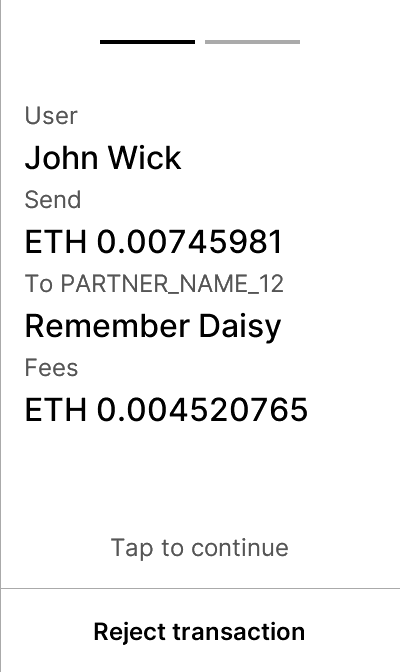 User
John Wick
Send
ETH 0.00745981
To PARTNER_NAME_12
Remember Daisy
Fees
ETH 0.004520765
Tap to continue
Reject transaction